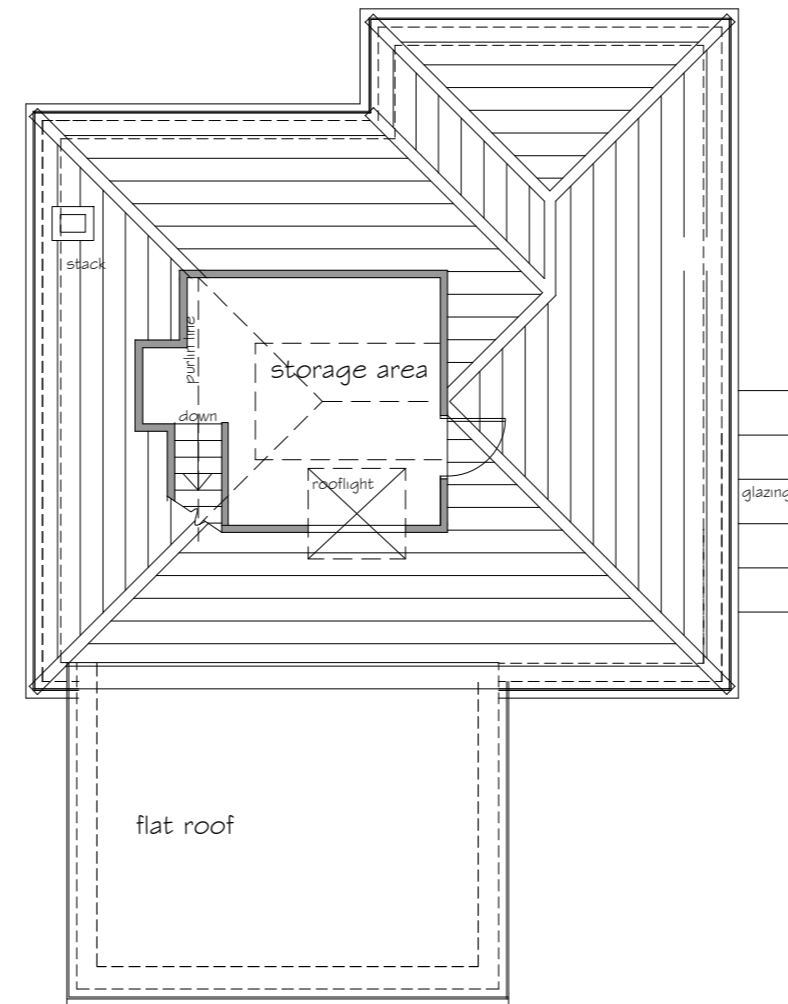 stack
purlin line
storage area
down
rooflight
glazing
flat roof